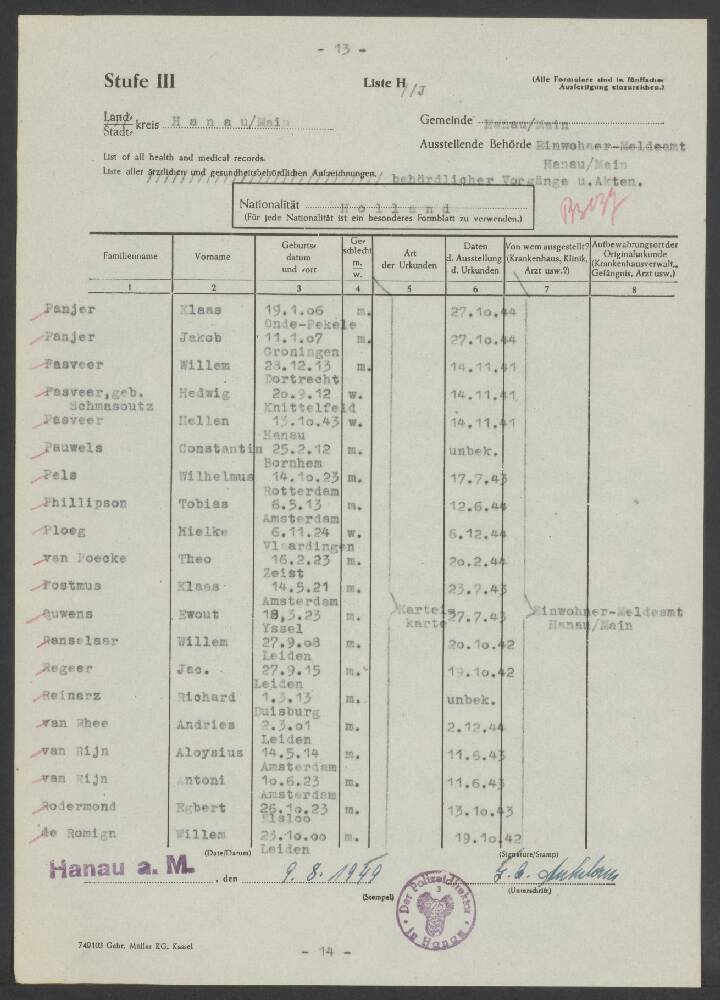 - 13 -
Stufe III
Liste H
1/J
(Alle Formulare sind in fünffacher
Ausfertigung einzureichen.)
Land/
Stadt- kreis Hanau/Main
Gemeinde Hanau/Main
Ausstellende Behörde Einwohner-Meldeamt
Hanau/Main
List of all health and medical records.
Liste aller ärztlichen und gesundheitsbehördlichen Aufzeichnungen.
behördlicher Vorgänge u.Akten.
Nationalität Holland
(Für jede Nationalität ist ein besonderes Formblatt zu verwenden.)
Familienname Vorname Geburts- datum und -ort Ge- schlecht m. w. Art der Urkunden Daten d. Ausstellung d. Urkunden Von wem ausgestellt? (Krankenhaus, Klinik, Arzt usw.?) Aufbewahrungsort der Originalurkunde (Krankenhausverwalt., Gefängnis, Arzt usw.)
1 2 3 4 5 6 7 8
Panjer Klaas 19.1.06 m. 27.10.44
Onde-Pekele
Panjer Jakob 11.1.07 m. 27.10.44
Groningen
Pasveer Willem 28.12.13 m. 14.11.41
Dortrecht
Pasveer,geb. Hedwig 20.9.12 w. 14.11.41
Schmasoutz Knittelfeld
Pasveer Hellen 13.10.43 w. 14.11.41
Hanau
Pauwels Constantin 25.2.12 m. unbek.
Bornhem
Pels Wilhelmus 14.10.23 m. 17.7.43
Rotterdam
Phillipson Tobias 6.5.13 m. 12.6.44
Amsterdam
Ploeg Hielke 6.11.24 w. 6.12.44
Vlaardingen
van Poecke Theo 16.2.23 m. 20.2.44
Zeist
Postmus Klaas 14.5.21 m. 23.7.43
Amsterdam
Quwens Ewout 18,3.23 m. Kartei- karte 27.7.43 Einwohner-Meldeamt
Yssel Hanau/Main
Ranselaar Willem 27.9.08 m. 20.10.42
Leiden
Regeer Jac. 27.9.15 m. 19.10.42
Leiden
Reinarz Richard 1.3.13 m. unbek.
Duisburg
van Rhee Andries 2.3.01 m. 2.12.44
Leiden
van Rijn Aloysius 14.5.14 m. 11.6.43
Amsterdam
van Rijn Antoni 10.6.23 m. 11.6.43
Amsterdam
Rodermond Egbert 26.10.23 m. 13.10.43
Elsloo
de Romign Willem 23.10.00 m. 19.10.42
Leiden
(Date/Datum)
(Signature/Stamp)
Hanau a. M. , den 9.8.1949
(Stempel)
(Unterschrift)
Der Polizeidirektor
3
in Hanau
740103 Gebr. Müller KG. Kassel
- 14 -